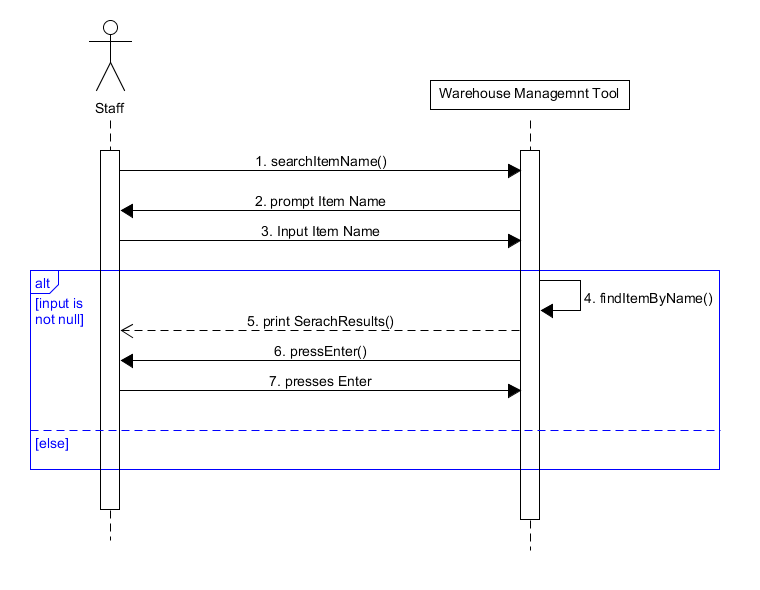 Staff
Warehouse Managemnt Tool
1. searchItemName()
2. prompt Item Name
3. Input Item Name
alt
[input is
not null]
4. findItemByName()
5. print SerachResults()
6. pressEnter()
7. presses Enter
[else]